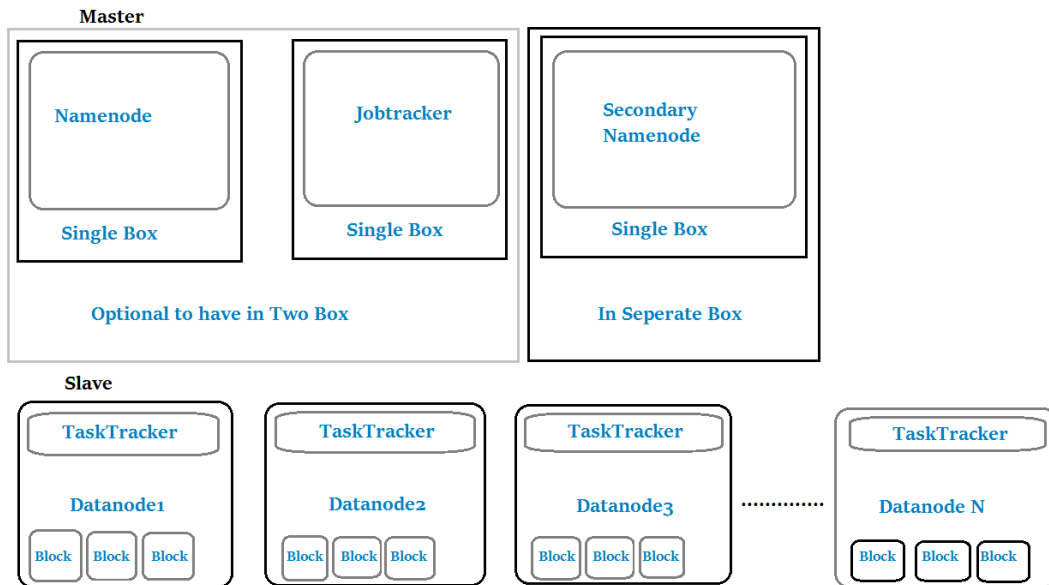 Master
Namenode
Jobtracker
Secondary
Namenode
Single Box
Single Box
Single Box
Optional to have in Two Box
In Seperate Box
Slave
TaskTracker
TaskTracker
TaskTracker
TaskTracker
Datanode1
Datanode2
Datanode3
..............
Datanode N
Block
Block
Block
Block
Block
Block
Block
Block
Block
Block
Block
Block